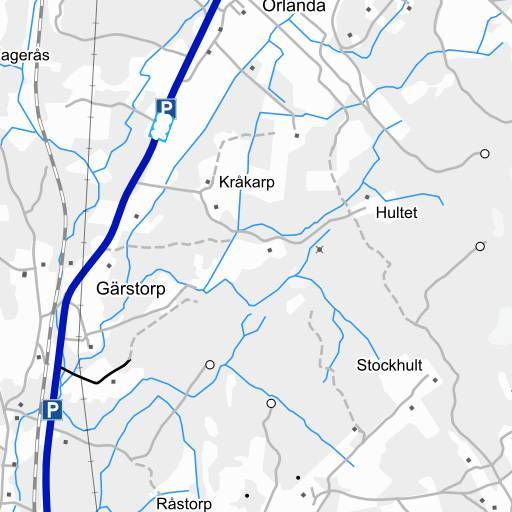 Orlanda
agerås
P
Kråkarp
Hultet
Gärstorp
Stockhult
P
Råstorp